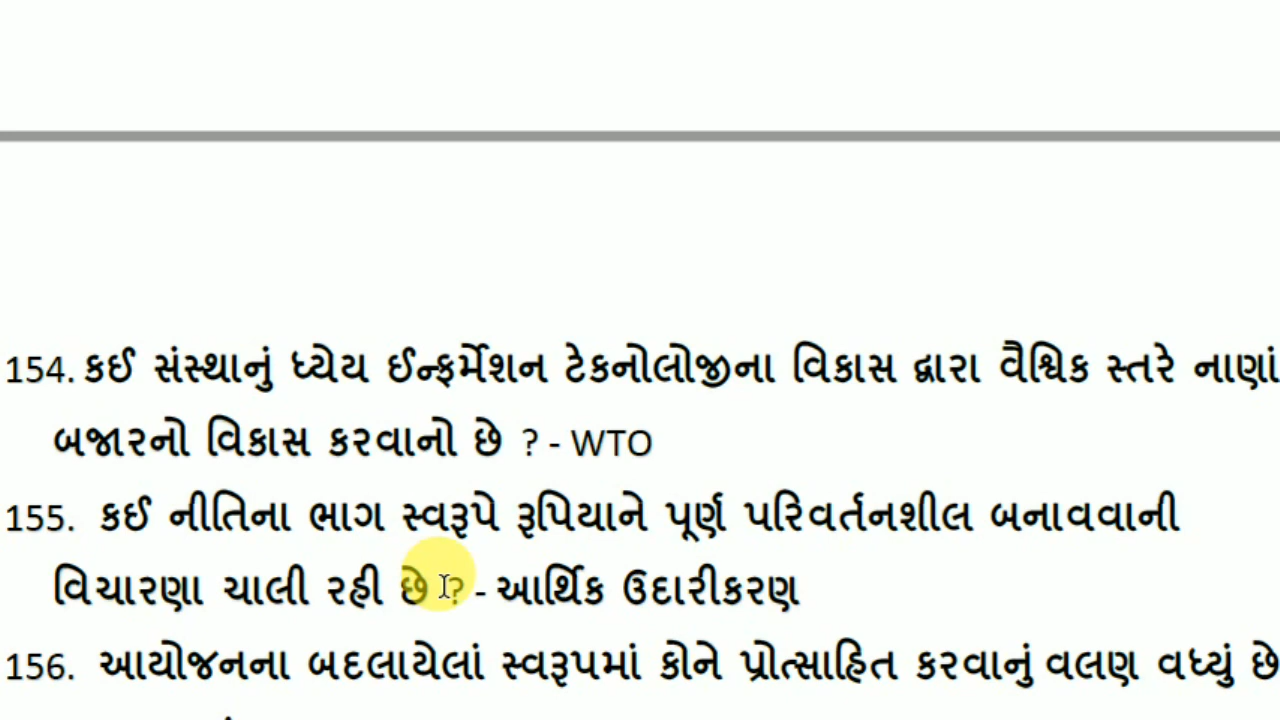 154. કઈ સંસ્થાનું ધ્યેય ઈન્ફર્મેશન ટેકનોલોજીના વિકાસ દ્વારા વૈશ્વિક સ્તરે નાણાં
બજારનો વિકાસ કરવાનો છે ? - WTO
155. કઈ નીતિના ભાગ સ્વરૂપે રૂપિયાને પૂર્ણ પરિવર્તનશીલ બનાવવાની
વિચારણા ચાલી રહી છે ? - આર્થિક ઉદારીકરણ
156. આયોજનના બદલાયેલાં સ્વરૂપમાં કોને પ્રોત્સાહિત કરવાનું વલણ વધ્યું છે